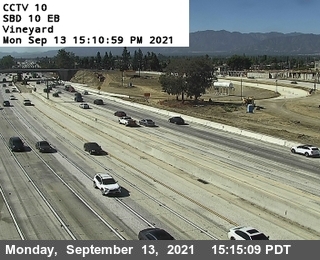 CCTV 10
SBD 10 EB
Vineyard
Mon Sep 13 15:10:59 PM 2021
Monday, September 13, 2021 15:15:09 PDT